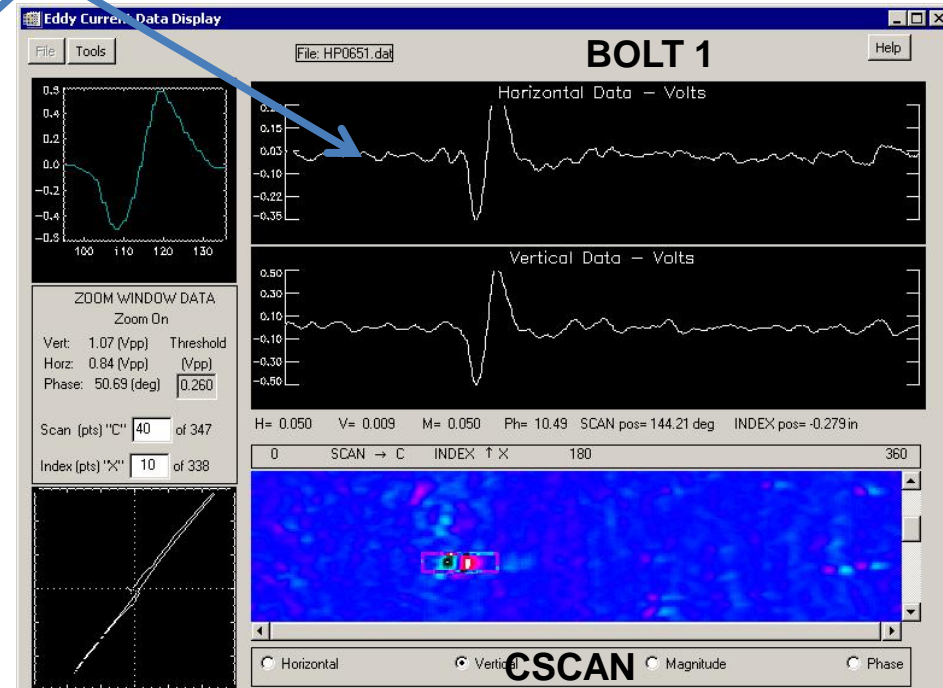 Eddy Current Data Display
File Tools File: HP0651.dat BOLT 1 Help
Horizontal Data – Volts
0.15
0.03
-0.10
-0.22
-0.35
0.4
0.2
0.0
-0.2
-0.4
100 110 120 130
Vertical Data – Volts
0.50
0.30
0.10
-0.10
-0.30
-0.50
ZOOM WINDOW DATA
Zoom On
Vert: 1.07 (Vpp) Threshold
Horz: 0.84 (Vpp) (Vpp)
Phase: 50.69 (deg) 0.260
Scan (pts) "C" 40 of 347
Index (pts) "X" 10 of 338
H= 0.050 V= 0.009 M= 0.050 Ph= 10.49 SCAN pos= 144.21 deg INDEX pos= -0.279 in
0 SCAN → C INDEX ↑ X 180 360
Horizontal Vertical CSCAN Magnitude Phase